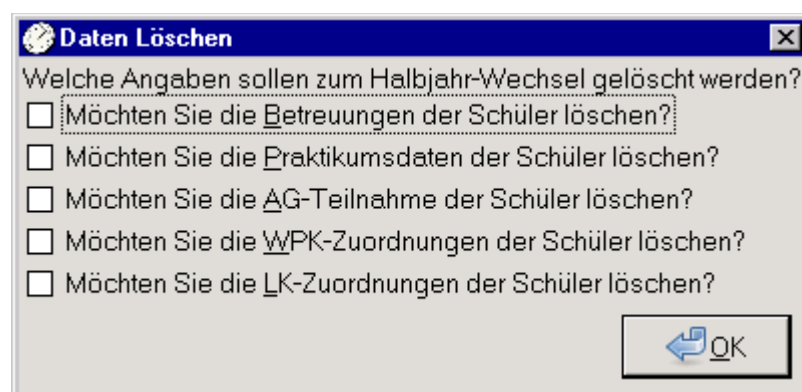 Daten Löschen
Welche Angaben sollen zum Halbjahr-Wechsel gelöscht werden?
Möchten Sie die Betreuungen der Schüler löschen?
Möchten Sie die Praktikumsdaten der Schüler löschen?
Möchten Sie die AG-Teilnahme der Schüler löschen?
Möchten Sie die WPK-Zuordnungen der Schüler löschen?
Möchten Sie die LK-Zuordnungen der Schüler löschen?
OK